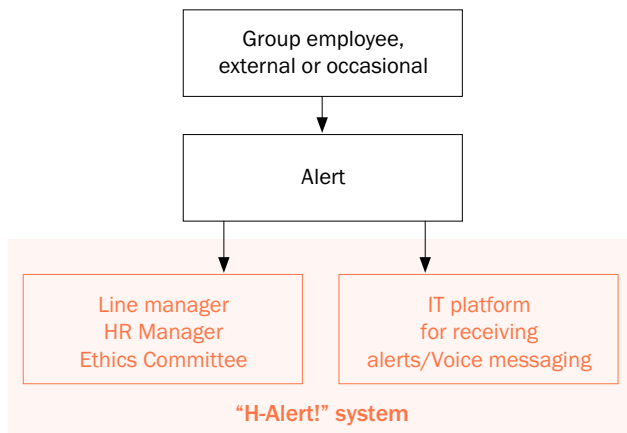 Group employee,
external or occasional
Alert
Line manager
HR Manager
Ethics Committee
IT platform
for receiving
alerts/Voice messaging
“H-Alert!” system